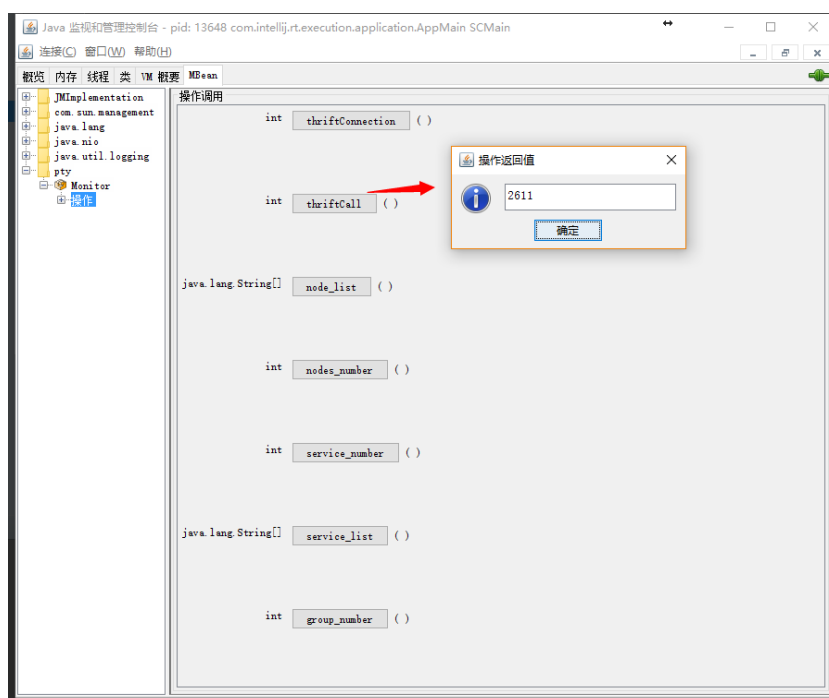 Java 监视和管理控制台 - pid: 13648 com.intellij.rt.execution.application.AppMain SCMain
连接(C) 窗口(W) 帮助(H)
概览 内存 线程 类 VM 概要 MBean
JMImplementation
com.sun.management
java.lang
java.nio
java.util.logging
pty
Monitor
操作
操作调用
int thriftConnection ( )
操作返回值
2611
确定
int thriftCall ( )
java.lang.String[] node_list ( )
int nodes_number ( )
int service_number ( )
java.lang.String[] service_list ( )
int group_number ( )